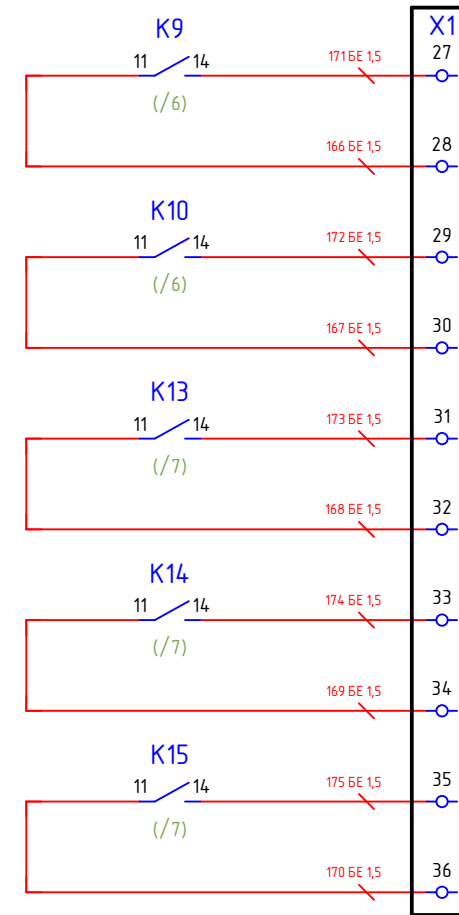 K9
X1
11 14
171 БЕ 1,5
27
(/6)
166 БЕ 1,5
28
K10
11 14
172 БЕ 1,5
29
(/6)
167 БЕ 1,5
30
K13
11 14
173 БЕ 1,5
31
(/7)
168 БЕ 1,5
32
K14
11 14
174 БЕ 1,5
33
(/7)
169 БЕ 1,5
34
K15
11 14
175 БЕ 1,5
35
(/7)
170 БЕ 1,5
36